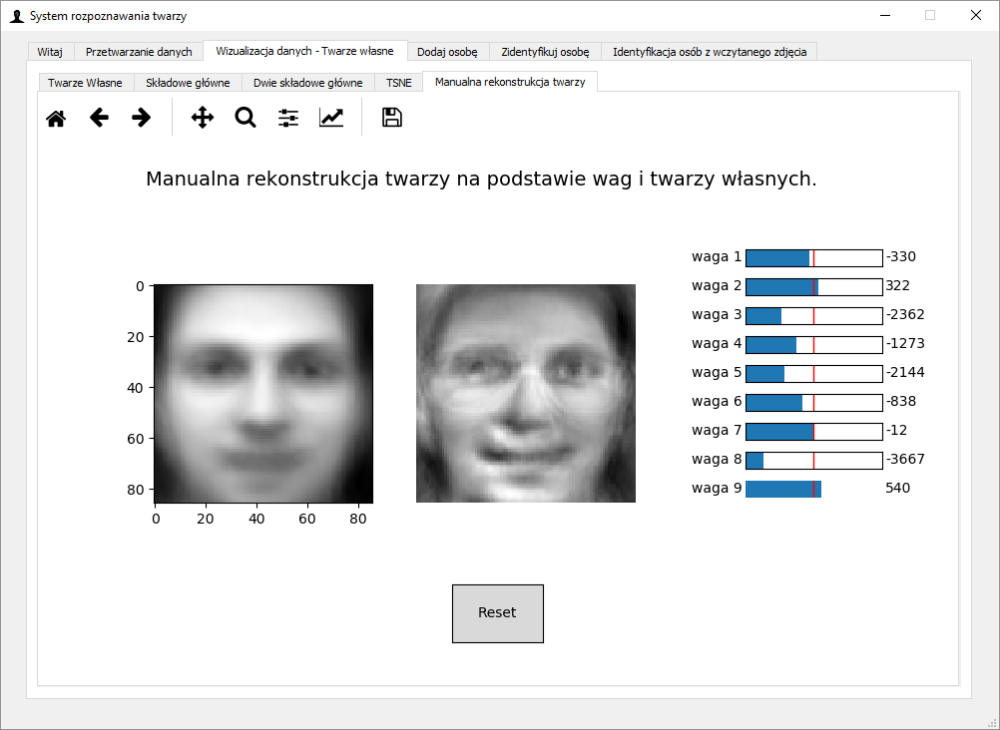 System rozpoznawania twarzy
Witaj Przetwarzanie danych Wizualizacja danych - Twarze własne Dodaj osobę Zidentyfikuj osobę Identyfikacja osób z wczytanego zdjęcia
Twarze Własne Składowe główne Dwie składowe główne TSNE Manualna rekonstrukcja twarzy
Manualna rekonstrukcja twarzy na podstawie wag i twarzy własnych.
0
20
40
60
80
0 20 40 60 80
waga 1 -330
waga 2 322
waga 3 -2362
waga 4 -1273
waga 5 -2144
waga 6 -838
waga 7 -12
waga 8 -3667
waga 9 540
Reset